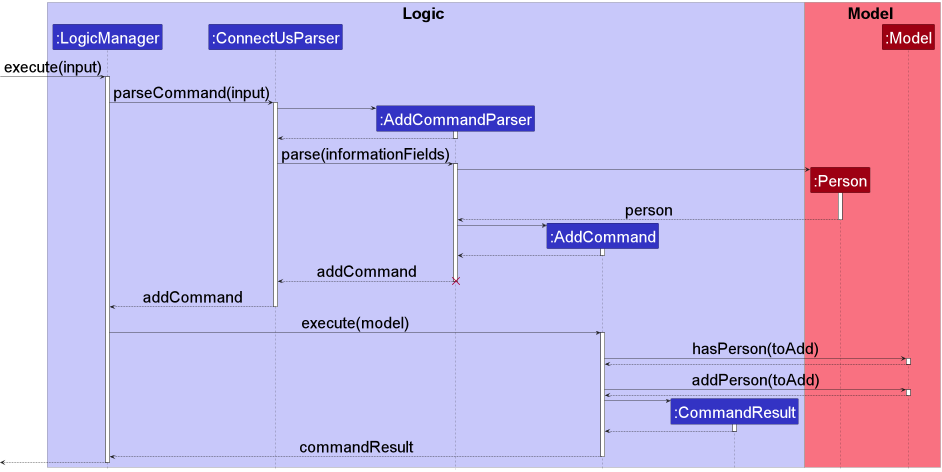 Logic
Model
:LogicManager
:ConnectUsParser
:Model
execute(input)
parseCommand(input)
:AddCommandParser
parse(informationFields)
:Person
person
:AddCommand
addCommand
addCommand
execute(model)
hasPerson(toAdd)
addPerson(toAdd)
:CommandResult
commandResult